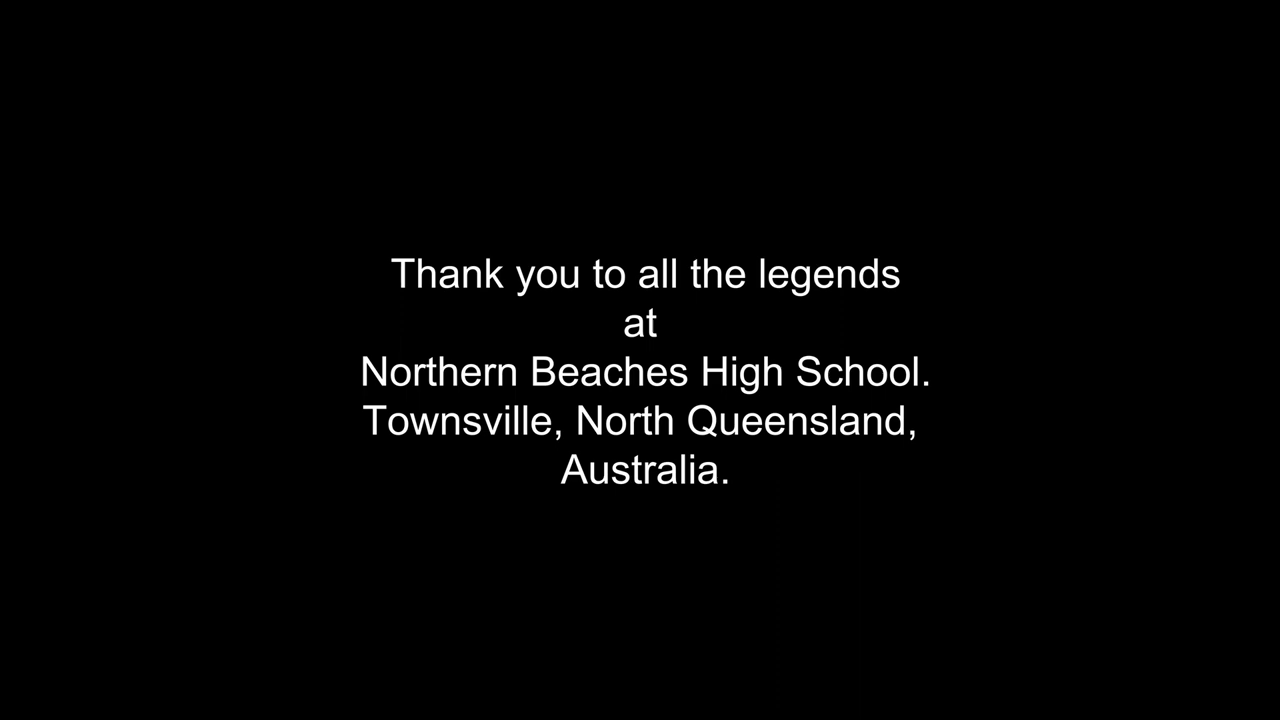 Thank you to all the legends
at
Northern Beaches High School.
Townsville, North Queensland,
Australia.